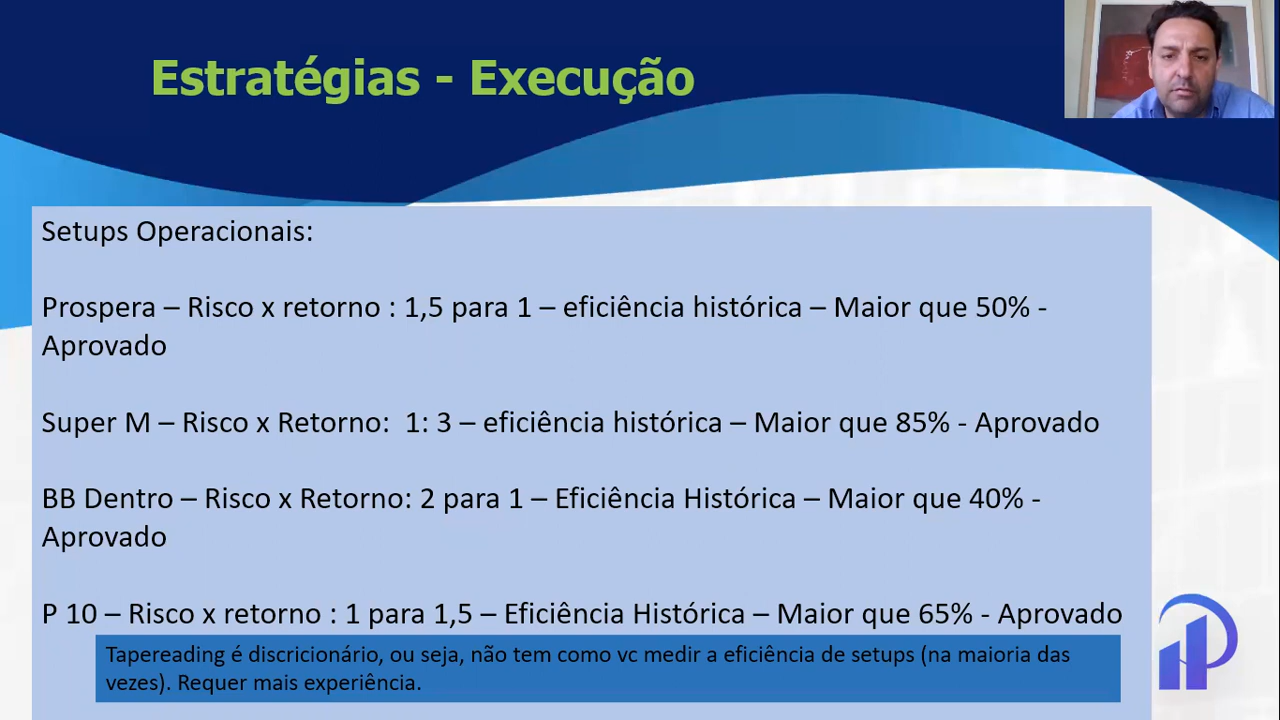 Estratégias - Execução
Setups Operacionais:
Prospera – Risco x retorno : 1,5 para 1 – eficiência histórica – Maior que 50% -
Aprovado
Super M – Risco x Retorno:  1: 3 – eficiência histórica – Maior que 85% - Aprovado
BB Dentro – Risco x Retorno: 2 para 1 – Eficiência Histórica – Maior que 40% -
Aprovado
P 10 – Risco x retorno : 1 para 1,5 – Eficiência Histórica – Maior que 65% - Aprovado
Tapereading é discricionário, ou seja, não tem como vc medir a eficiência de setups (na maioria das
vezes). Requer mais experiência.